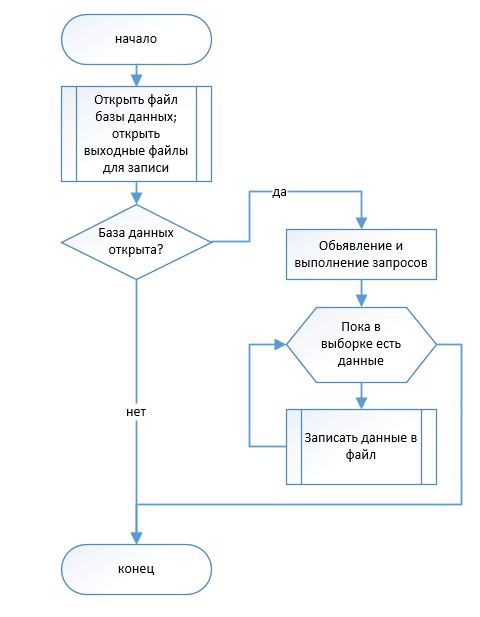 начало
Открыть файл
базы данных;
открыть
выходные файлы
для записи
База данных
открыта?
да
Обьявление и
выполнение запросов
Пока в
выборке есть
данные
Записать данные в
файл
нет
конец